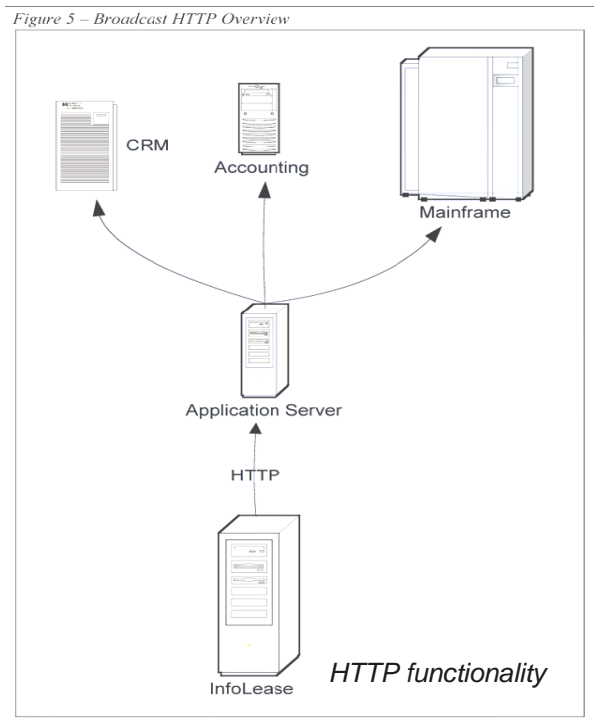 Figure 5 – Broadcast HTTP Overview
CRM
Accounting
Mainframe
Application Server
HTTP
InfoLease
HTTP functionality